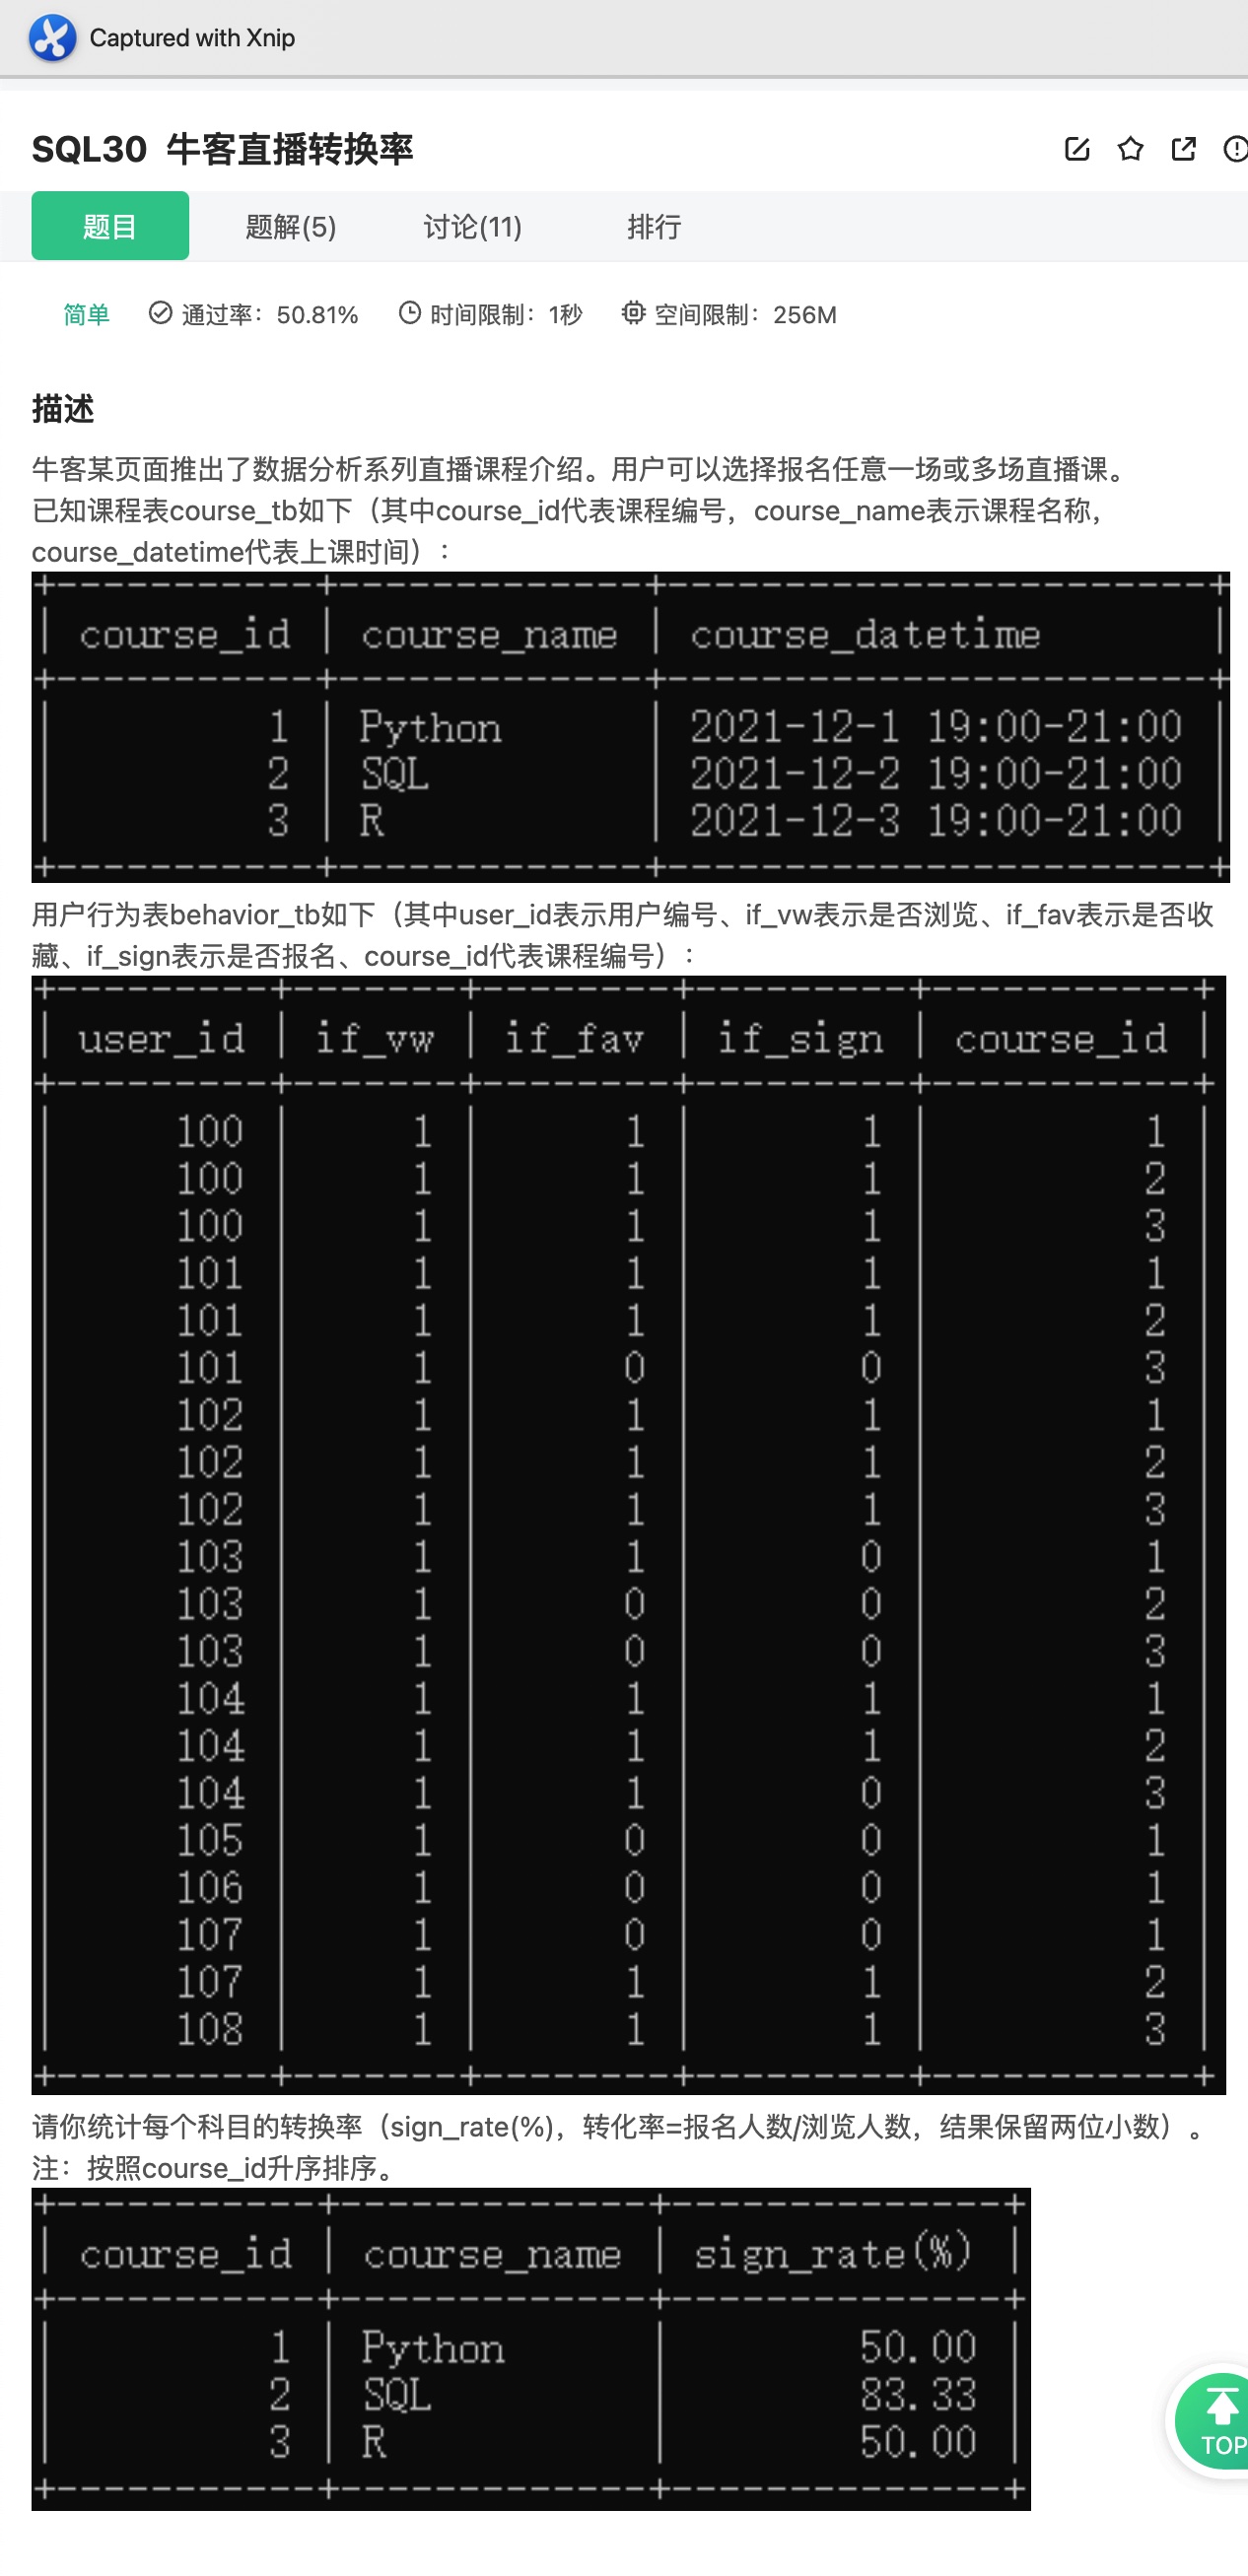 Captured with Xnip
SQL30 牛客直播转换率
题目 题解(5) 讨论(11) 排行
简单 通过率：50.81% 时间限制：1秒 空间限制：256M
描述
牛客某页面推出了数据分析系列直播课程介绍。用户可以选择报名任意一场或多场直播课。
已知课程表course_tb如下（其中course_id代表课程编号，course_name表示课程名称，
course_datetime代表上课时间）：
+-----------+-------------+-----------------------+
| course_id | course_name | course_datetime |
+-----------+-------------+-----------------------+
| 1 | Python | 2021-12-1 19:00-21:00 |
| 2 | SQL | 2021-12-2 19:00-21:00 |
| 3 | R | 2021-12-3 19:00-21:00 |
+-----------+-------------+-----------------------+
用户行为表behavior_tb如下（其中user_id表示用户编号、if_vw表示是否浏览、if_fav表示是否收
藏、if_sign表示是否报名、course_id代表课程编号）：
+---------+-------+--------+---------+-----------+
| user_id | if_vw | if_fav | if_sign | course_id |
+---------+-------+--------+---------+-----------+
| 100 | 1 | 1 | 1 | 1 |
| 100 | 1 | 1 | 1 | 2 |
| 100 | 1 | 1 | 1 | 3 |
| 101 | 1 | 1 | 1 | 1 |
| 101 | 1 | 1 | 1 | 2 |
| 101 | 1 | 0 | 0 | 3 |
| 102 | 1 | 1 | 1 | 1 |
| 102 | 1 | 1 | 1 | 2 |
| 102 | 1 | 1 | 1 | 3 |
| 103 | 1 | 1 | 0 | 1 |
| 103 | 1 | 0 | 0 | 2 |
| 103 | 1 | 0 | 0 | 3 |
| 104 | 1 | 1 | 1 | 1 |
| 104 | 1 | 1 | 1 | 2 |
| 104 | 1 | 1 | 0 | 3 |
| 105 | 1 | 0 | 0 | 1 |
| 106 | 1 | 0 | 0 | 1 |
| 107 | 1 | 0 | 0 | 1 |
| 107 | 1 | 1 | 1 | 2 |
| 108 | 1 | 1 | 1 | 3 |
+---------+-------+--------+---------+-----------+
请你统计每个科目的转换率（sign_rate(%)，转化率=报名人数/浏览人数，结果保留两位小数）。
注：按照course_id升序排序。
+-----------+-------------+--------------+
| course_id | course_name | sign_rate(%) |
+-----------+-------------+--------------+
| 1 | Python | 50.00 |
| 2 | SQL | 83.33 |
| 3 | R | 50.00 |
+-----------+-------------+--------------+
TOP